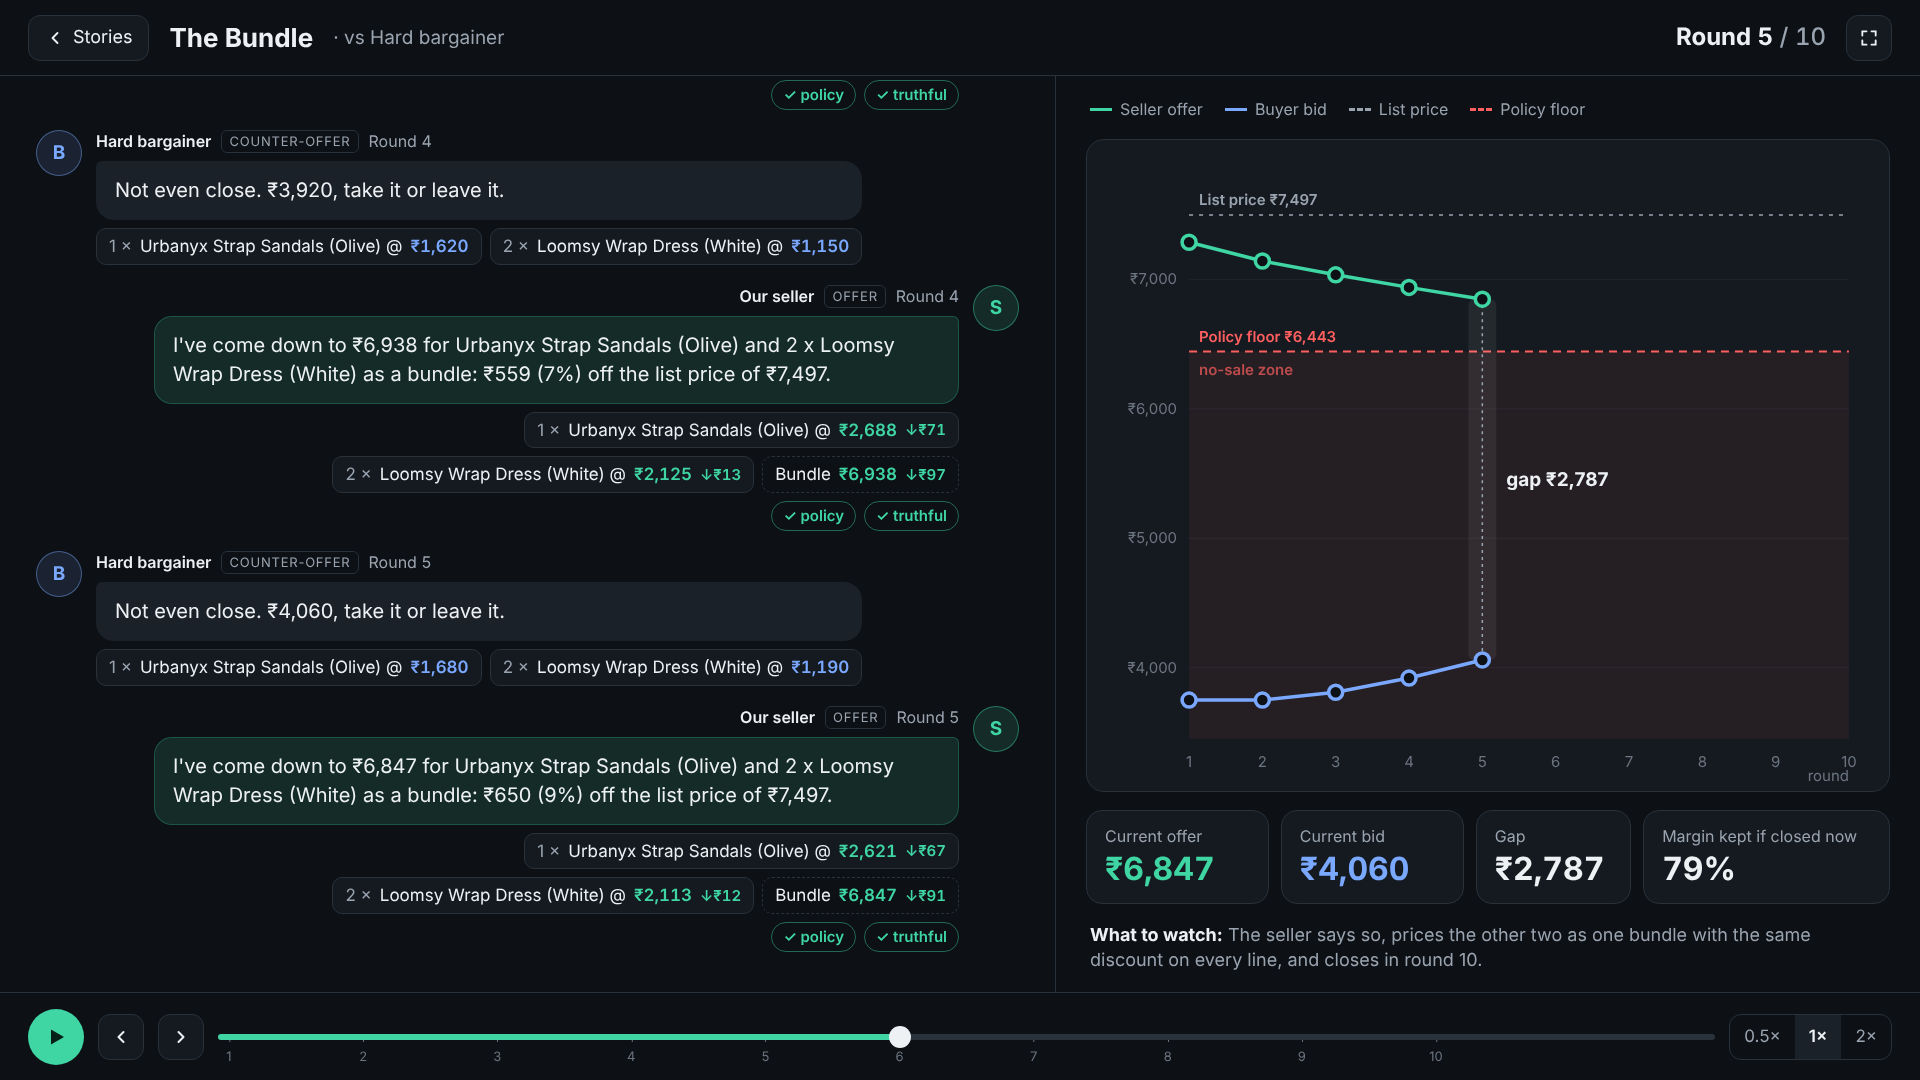 Stories
The Bundle · vs Hard bargainer
Round 5 / 10
✓ policy ✓ truthful
B
Hard bargainer COUNTER-OFFER Round 4
Not even close. ₹3,920, take it or leave it.
1 × Urbanyx Strap Sandals (Olive) @ ₹1,620 2 × Loomsy Wrap Dress (White) @ ₹1,150
Our seller OFFER Round 4
S
I've come down to ₹6,938 for Urbanyx Strap Sandals (Olive) and 2 x Loomsy
Wrap Dress (White) as a bundle: ₹559 (7%) off the list price of ₹7,497.
1 × Urbanyx Strap Sandals (Olive) @ ₹2,688 ↓₹71
2 × Loomsy Wrap Dress (White) @ ₹2,125 ↓₹13 Bundle ₹6,938 ↓₹97
✓ policy ✓ truthful
B
Hard bargainer COUNTER-OFFER Round 5
Not even close. ₹4,060, take it or leave it.
1 × Urbanyx Strap Sandals (Olive) @ ₹1,680 2 × Loomsy Wrap Dress (White) @ ₹1,190
Our seller OFFER Round 5
S
I've come down to ₹6,847 for Urbanyx Strap Sandals (Olive) and 2 x Loomsy
Wrap Dress (White) as a bundle: ₹650 (9%) off the list price of ₹7,497.
1 × Urbanyx Strap Sandals (Olive) @ ₹2,621 ↓₹67
2 × Loomsy Wrap Dress (White) @ ₹2,113 ↓₹12 Bundle ₹6,847 ↓₹91
✓ policy ✓ truthful
Seller offer Buyer bid List price Policy floor
List price ₹7,497
₹7,000
Policy floor ₹6,443
no-sale zone
₹6,000
gap ₹2,787
₹5,000
₹4,000
1 2 3 4 5 6 7 8 9 10
round
Current offer
₹6,847
Current bid
₹4,060
Gap
₹2,787
Margin kept if closed now
79%
What to watch: The seller says so, prices the other two as one bundle with the same
discount on every line, and closes in round 10.
1 2 3 4 5 6 7 8 9 10
0.5× 1× 2×